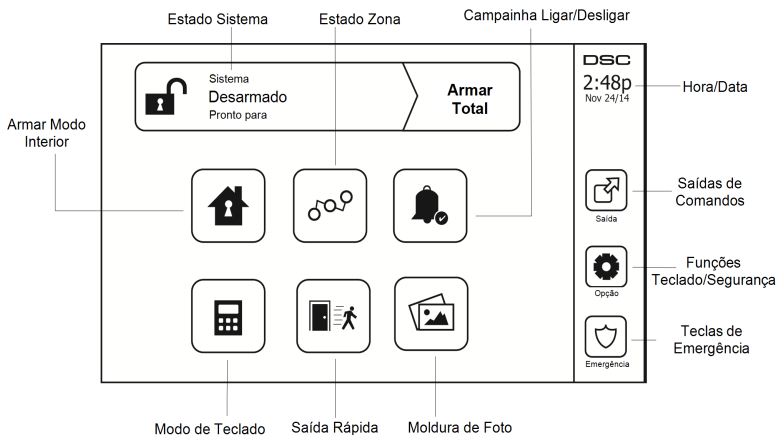 Estado Sistema
Estado Zona
Campainha Ligar/Desligar
Sistema
Desarmado
Pronto para
Armar
Total
DSC
2:48p
Nov 24/14
Hora/Data
Armar Modo
Interior
Saída
Saídas de
Comandos
Opção
Funções
Teclado/Segurança
Emergência
Teclas de
Emergência
Modo de Teclado
Saída Rápida
Moldura de Foto